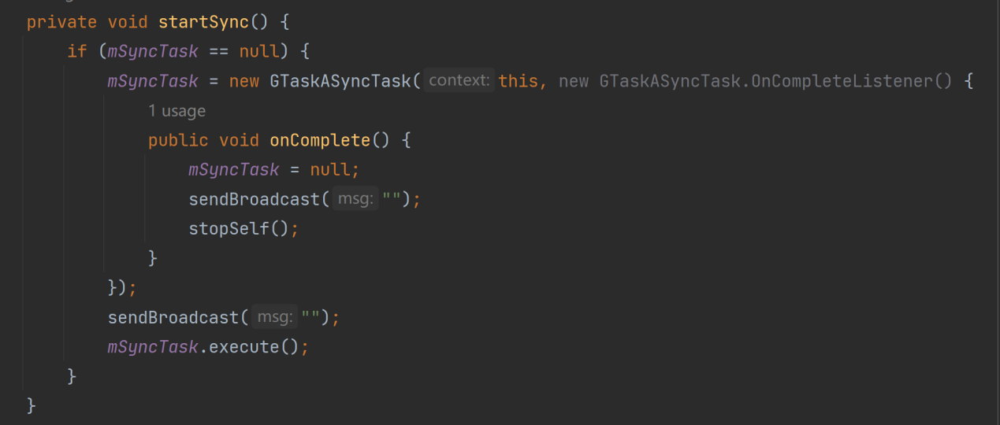 private void startSync() {
if (mSyncTask == null) {
mSyncTask = new GTaskASyncTask( context: this, new GTaskASyncTask.OnCompleteListener() {
1 usage
public void onComplete() {
mSyncTask = null;
sendBroadcast( msg: "");
stopSelf();
}
});
sendBroadcast( msg: "");
mSyncTask.execute();
}
}